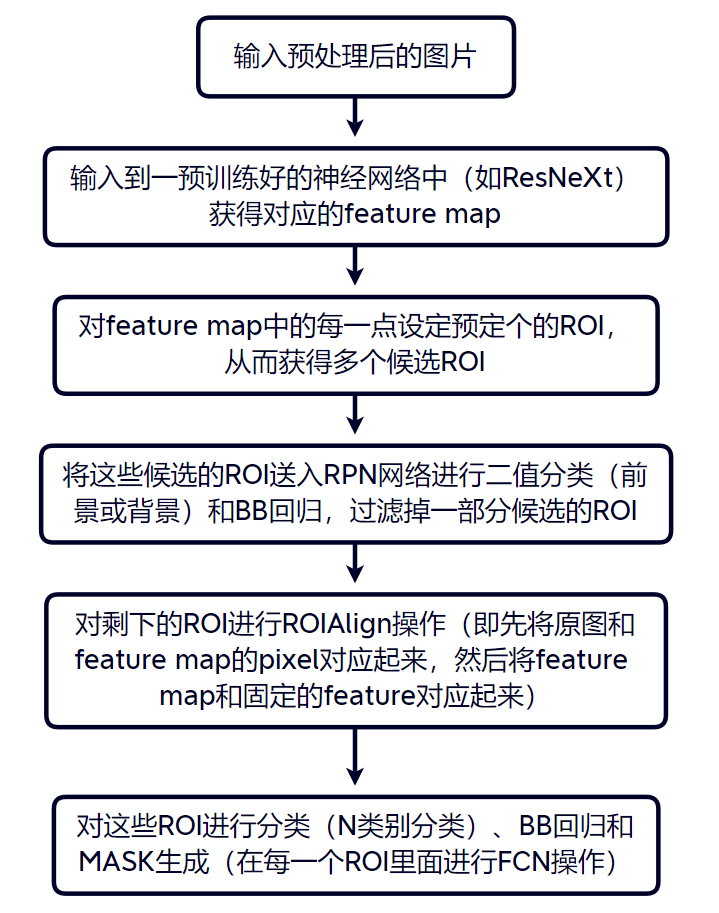 输入预处理后的图片
输入到一预训练好的神经网络中（如ResNeXt）
获得对应的feature map
对feature map中的每一点设定预定个的ROI，
从而获得多个候选ROI
将这些候选的ROI送入RPN网络进行二值分类（前
景或背景）和BB回归，过滤掉一部分候选的ROI
对剩下的ROI进行ROIAlign操作（即先将原图和
feature map的pixel对应起来，然后将feature
map和固定的feature对应起来）
对这些ROI进行分类（N类别分类）、BB回归和
MASK生成（在每一个ROI里面进行FCN操作）